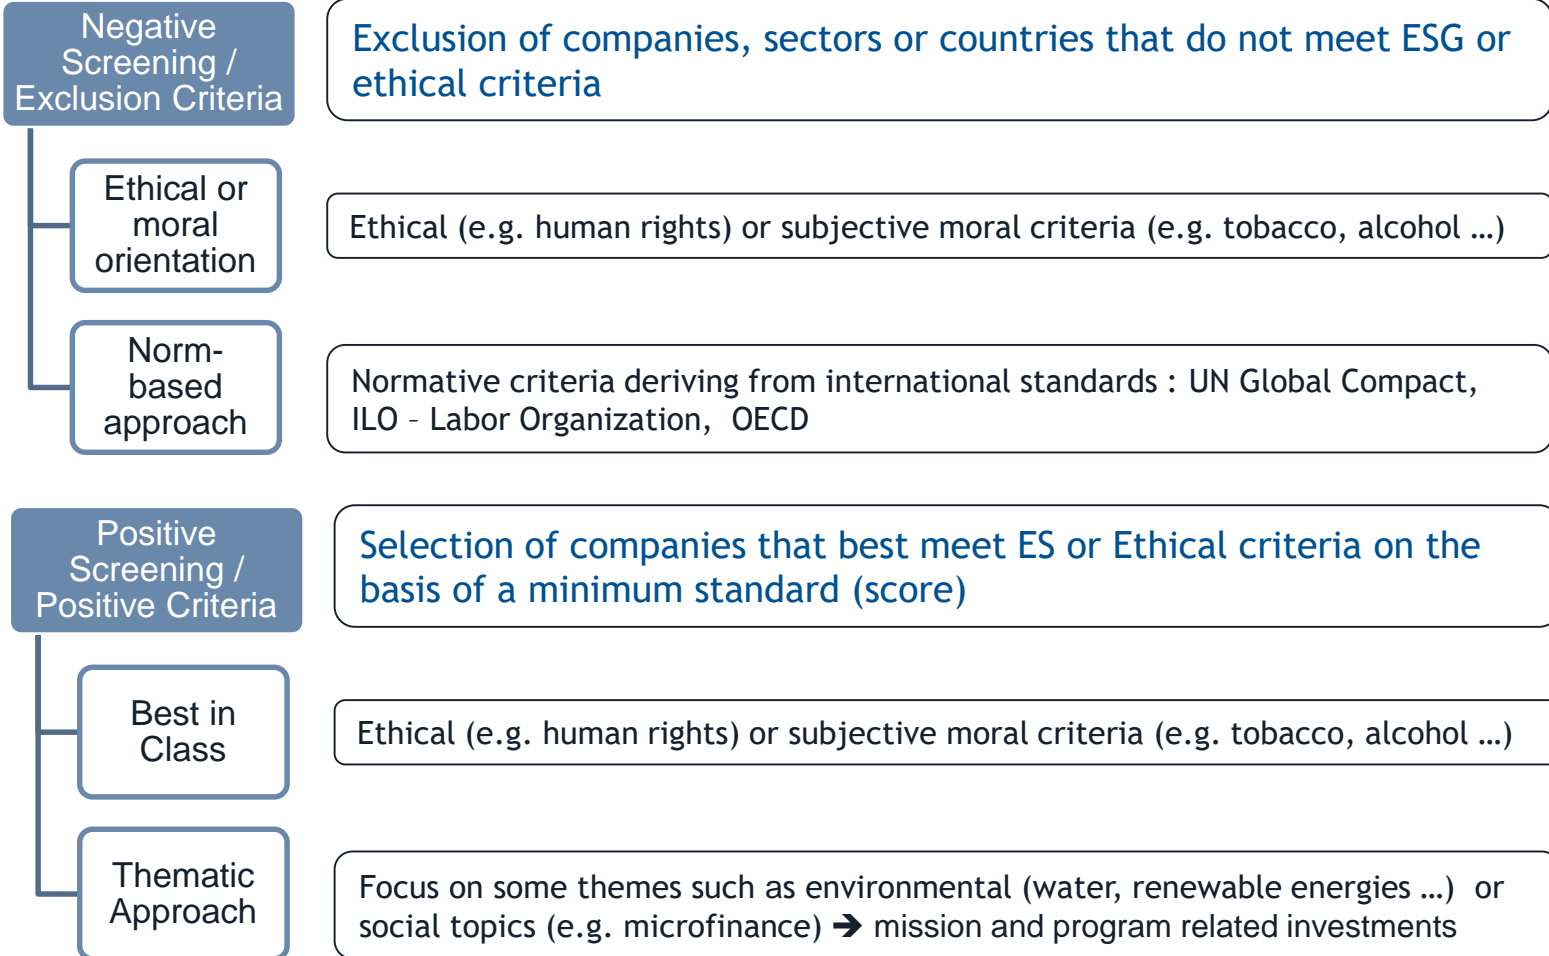 Negative
Screening /
Exclusion Criteria
Exclusion of companies, sectors or countries that do not meet ESG or
ethical criteria
Ethical or
moral
orientation
Ethical (e.g. human rights) or subjective moral criteria (e.g. tobacco, alcohol …)
Norm-
based
approach
Normative criteria deriving from international standards : UN Global Compact,
ILO – Labor Organization, OECD
Positive
Screening /
Positive Criteria
Selection of companies that best meet ES or Ethical criteria on the
basis of a minimum standard (score)
Best in
Class
Ethical (e.g. human rights) or subjective moral criteria (e.g. tobacco, alcohol …)
Thematic
Approach
Focus on some themes such as environmental (water, renewable energies …) or
social topics (e.g. microfinance) ➔ mission and program related investments